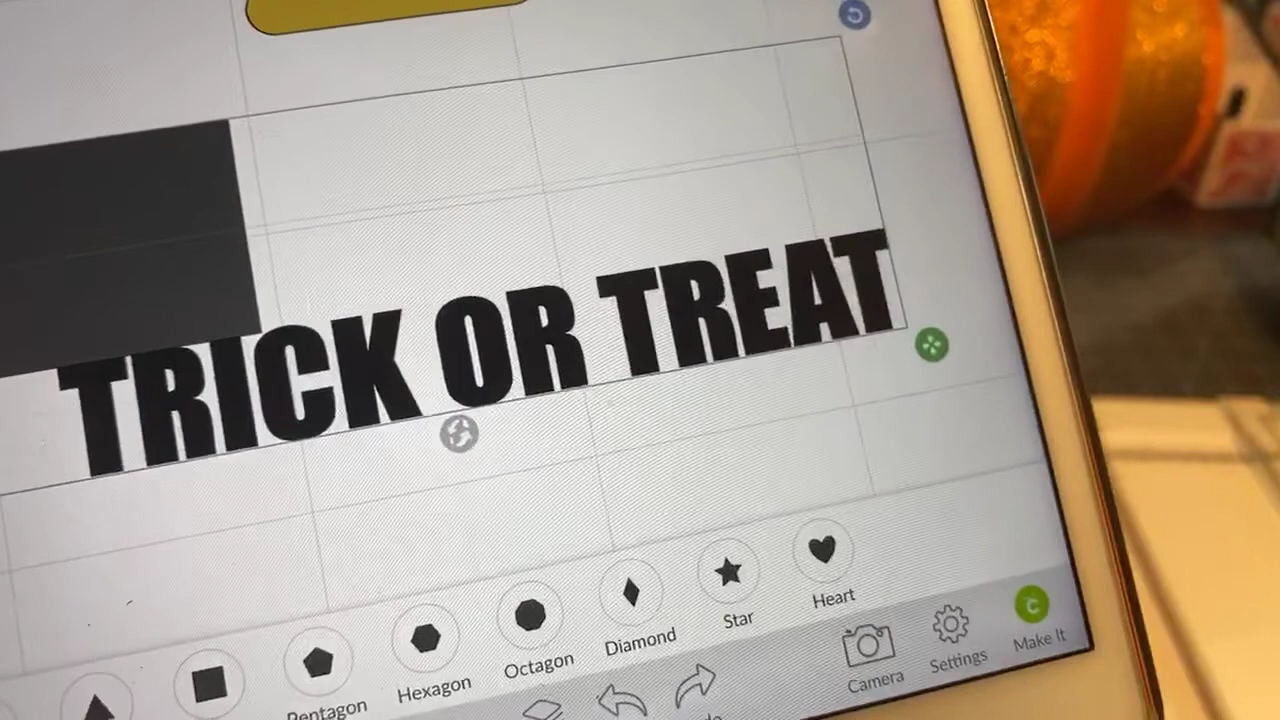 TRICK OR TREAT
Heart
Star
Diamond
Octagon
Hexagon
Pentagon
Make It
Settings
Camera